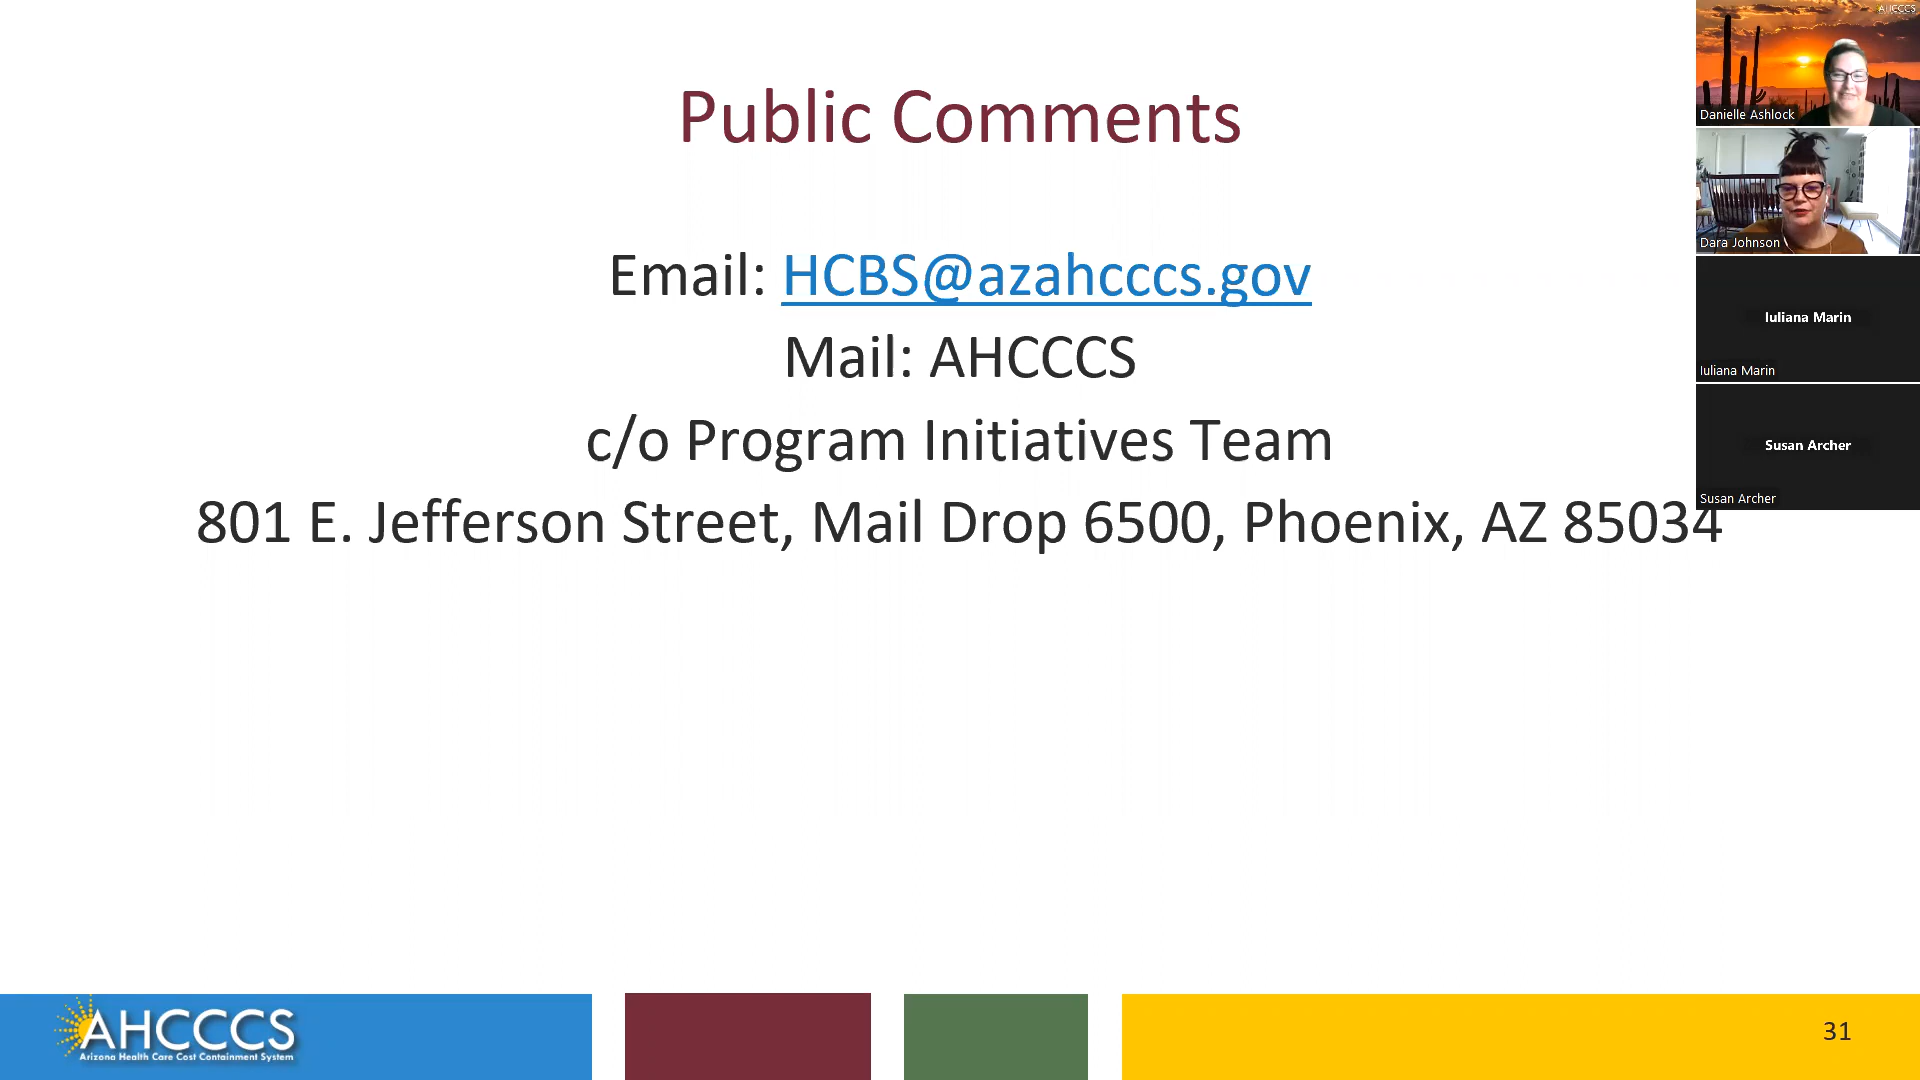 Public Comments
Email: HCBS@azahcccs.gov
Mail: AHCCCS
c/o Program Initiatives Team
801 E. Jefferson Street, Mail Drop 6500, Phoenix, AZ 85034
AHCCCS
Danielle Ashlock
Dara Johnson
Iuliana Marin
Iuliana Marin
Susan Archer
Susan Archer
AHCCCS
Arizona Health Care Cost Containment System
31